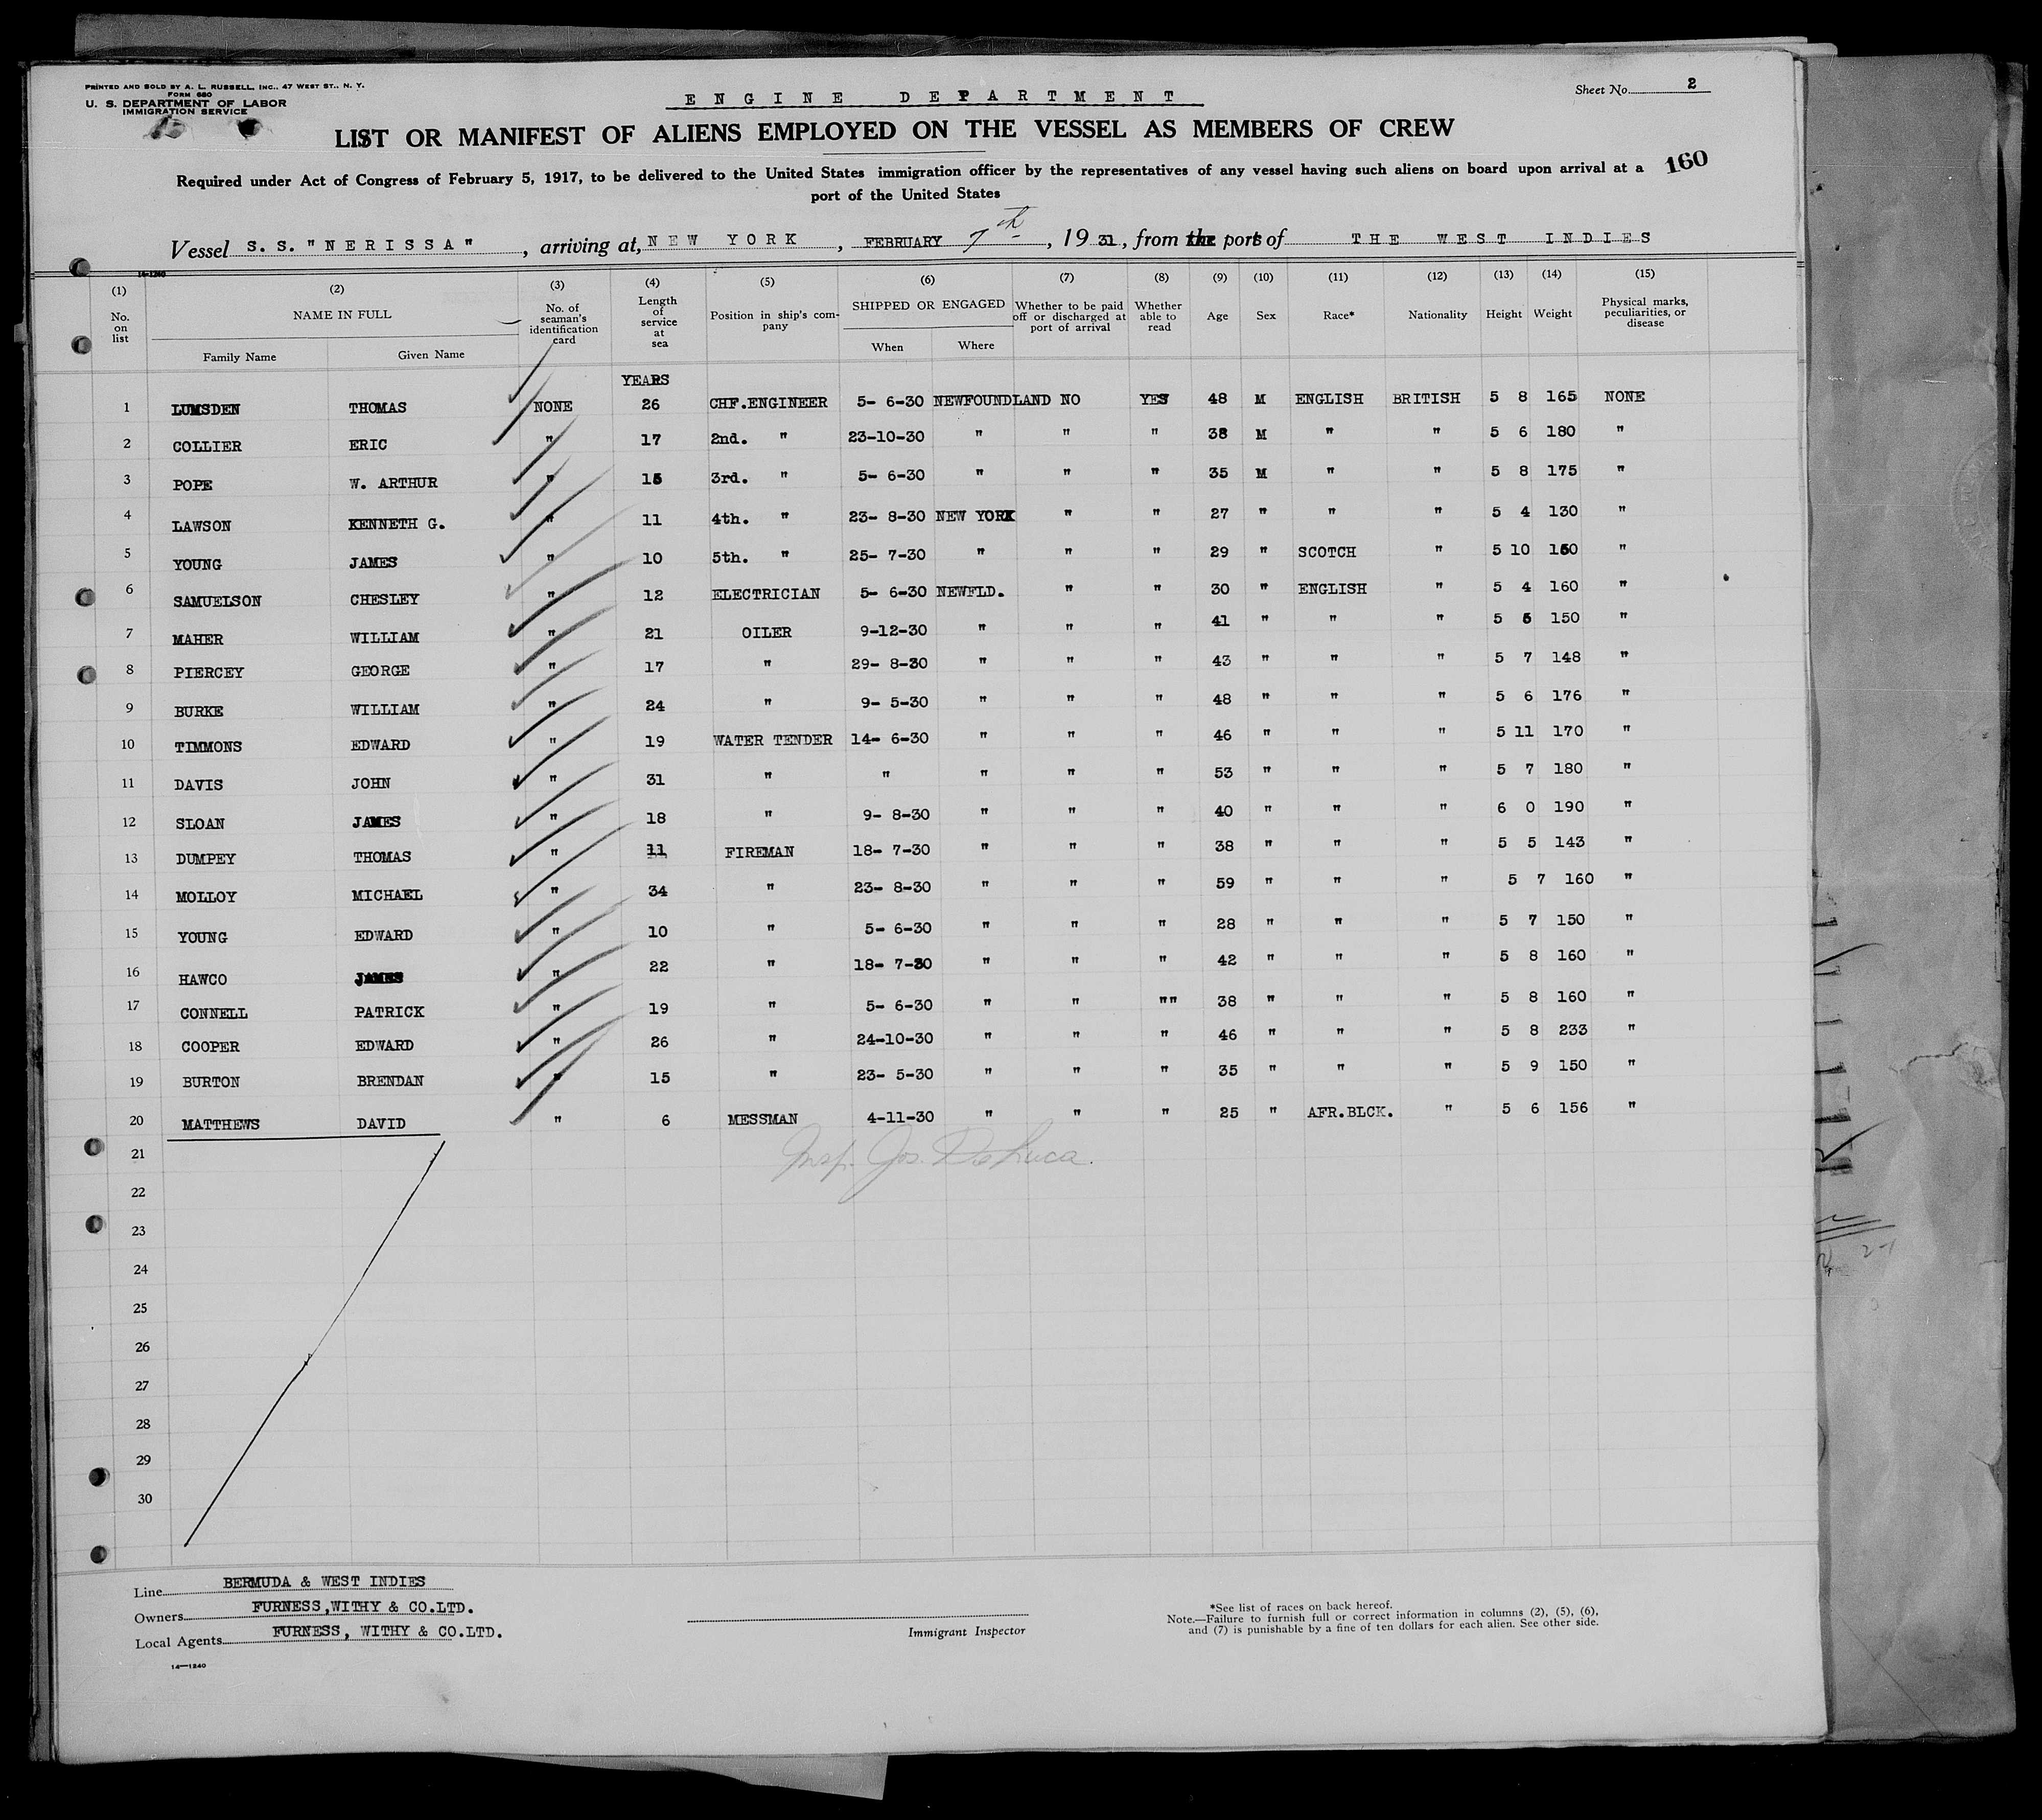 PRINTED AND SOLD BY A. L. RUSSELL, INC., 47 WEST ST., N. Y.
FORM 680
U. S. DEPARTMENT OF LABOR
IMMIGRATION SERVICE
ENGINE DEPARTMENT
Sheet No. 2
LIST OR MANIFEST OF ALIENS EMPLOYED ON THE VESSEL AS MEMBERS OF CREW
160
Required under Act of Congress of February 5, 1917, to be delivered to the United States immigration officer by the representatives of any vessel having such aliens on board upon arrival at a
port of the United States
Vessel S. S. "NERISSA", arriving at, NEW YORK, FEBRUARY 7th, 1931, from the ports of THE WEST INDIES
14-1240
(1) (2) (3) (4) (5) (6) (7) (8) (9) (10) (11) (12) (13) (14) (15)
No. on list NAME IN FULL No. of seaman's identification card Length of service at sea Position in ship's company SHIPPED OR ENGAGED Whether to be paid off or discharged at port of arrival Whether able to read Age Sex Race* Nationality Height Weight Physical marks, peculiarities, or disease
Family Name Given Name When Where
YEARS
1 LUMSDEN THOMAS NONE 26 CHF.ENGINEER 5- 6-30 NEWFOUNDLAND NO YES 48 M ENGLISH BRITISH 5 8 165 NONE
2 COLLIER ERIC " 17 2nd. " 23-10-30 " " " 38 M " " 5 6 180 "
3 POPE W. ARTHUR " 15 3rd. " 5- 6-30 " " " 35 M " " 5 8 175 "
4 LAWSON KENNETH G. " 11 4th. " 23- 8-30 NEW YORK " " 27 " " " 5 4 130 "
5 YOUNG JAMES " 10 5th. " 25- 7-30 " " " 29 " SCOTCH " 5 10 160 "
6 SAMUELSON CHESLEY " 12 ELECTRICIAN 5- 6-30 NEWFLD. " " 30 " ENGLISH " 5 4 160 "
7 MAHER WILLIAM " 21 OILER 9-12-30 " " " 41 " " " 5 6 150 "
8 PIERCEY GEORGE " 17 " 29- 8-30 " " " 43 " " " 5 7 148 "
9 BURKE WILLIAM " 24 " 9- 5-30 " " " 48 " " " 5 6 176 "
10 TIMMONS EDWARD " 19 WATER TENDER 14- 6-30 " " " 46 " " " 5 11 170 "
11 DAVIS JOHN " 31 " " " " " 53 " " " 5 7 180 "
12 SLOAN JAMES " 18 " 9- 8-30 " " " 40 " " " 6 0 190 "
13 DUMPEY THOMAS " 11 FIREMAN 18- 7-30 " " " 38 " " " 5 5 143 "
14 MOLLOY MICHAEL " 34 " 23- 8-30 " " " 59 " " " 5 7 160 "
15 YOUNG EDWARD " 10 " 5- 6-30 " " " 28 " " " 5 7 150 "
16 HAWCO JAMES " 22 " 18- 7-30 " " " 42 " " " 5 8 160 "
17 CONNELL PATRICK " 19 " 5- 6-30 " " "" 38 " " " 5 8 160 "
18 COOPER EDWARD " 26 " 24-10-30 " " " 46 " " " 5 8 233 "
19 BURTON BRENDAN " 15 " 23- 5-30 " " " 35 " " " 5 9 150 "
20 MATTHEWS DAVID " 6 MESSMAN 4-11-30 " " " 25 " AFR.BLCK. " 5 6 156 "
Insp. Jos. DeLuca.
21
22
23
24
25
26
27
28
29
30
Line BERMUDA & WEST INDIES
Owners FURNESS, WITHY & CO.LTD.
Local Agents FURNESS, WITHY & CO.LTD.
14—1240
Immigrant Inspector
*See list of races on back hereof.
Note.—Failure to furnish full or correct information in columns (2), (5), (6),
and (7) is punishable by a fine of ten dollars for each alien. See other side.